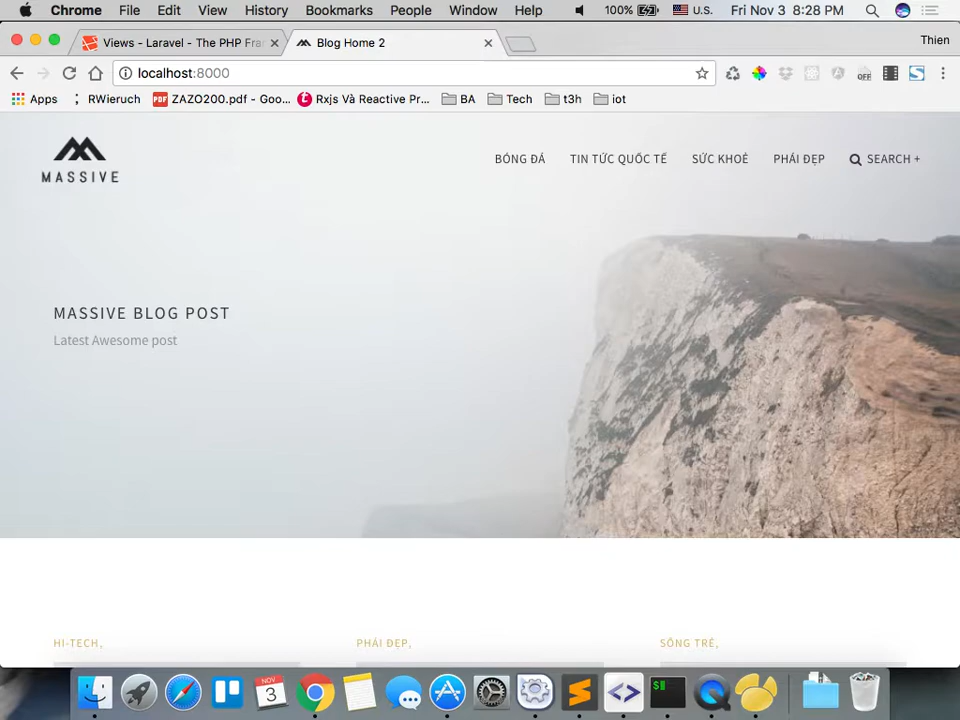 Chrome File Edit View History Bookmarks People Window Help 100% U.S. Fri Nov 3 8:28 PM
Views - Laravel - The PHP Fra Blog Home 2 Thien
localhost:8000 OFF
Apps RWieruch PDF ZAZO200.pdf - Goo... Rxjs Và Reactive Pr... BA Tech t3h iot
MASSIVE
BÓNG ĐÁ TIN TỨC QUỐC TẾ SỨC KHOẺ PHÁI ĐẸP SEARCH +
MASSIVE BLOG POST
Latest Awesome post
HI-TECH, PHÁI ĐẸP, SỐNG TRẺ,
NOV
3